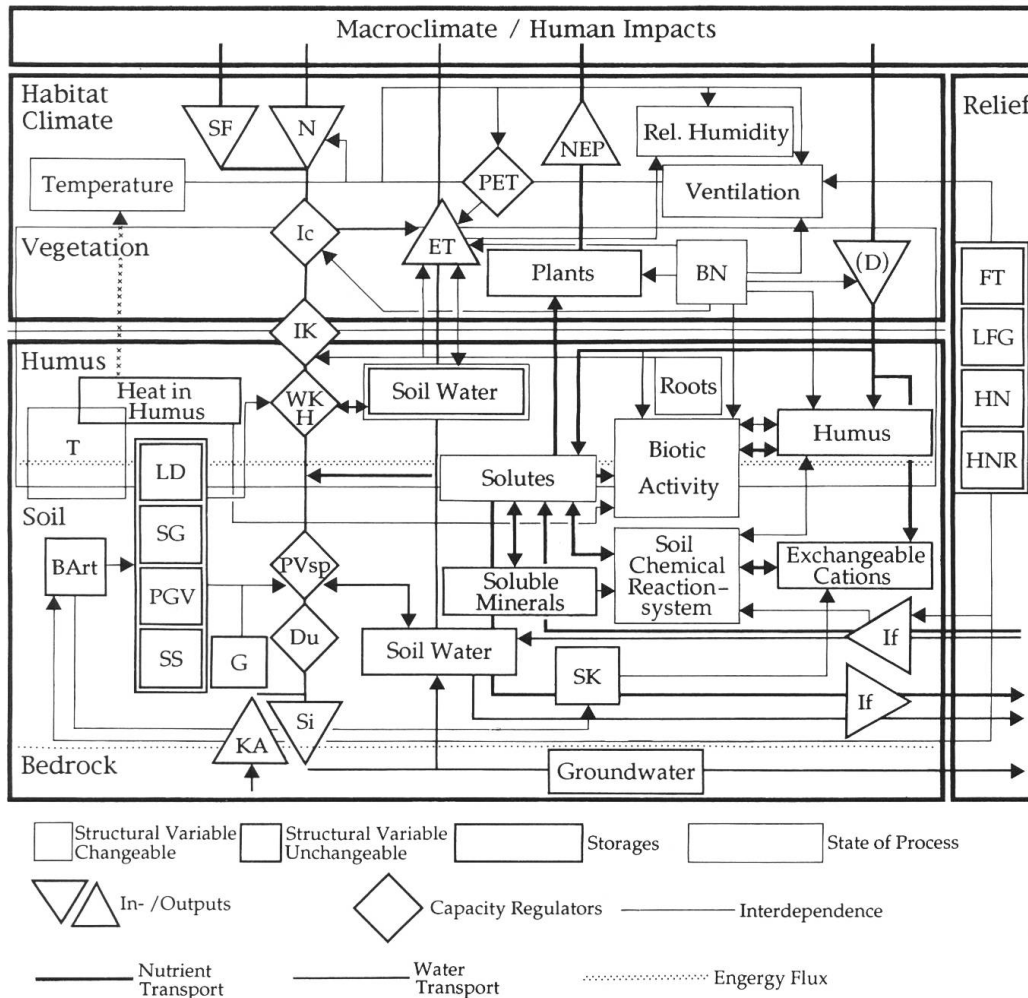 Macroclimate / Human Impacts
Habitat
Climate
Relief
SF
N
NEP
Rel. Humidity
Temperature
PET
Ventilation
Ic
ET
Vegetation
Plants
BN
(D)
FT
IK
LFG
Humus
Heat in
Humus
WK
H
Soil Water
Roots
HN
Humus
T
Biotic
Activity
HNR
LD
Solutes
Soil
SG
BArt
PVsp
Soil
Chemical
Reaction-
system
Exchangeable
Cations
Soluble
Minerals
PGV
Du
If
SS
G
Soil Water
SK
If
Si
KA
Bedrock
Groundwater
Structural Variable
Changeable
Structural Variable
Unchangeable
Storages
State of Process
In- /Outputs
Capacity Regulators
Interdependence
Nutrient
Transport
Water
Transport
Engergy Flux